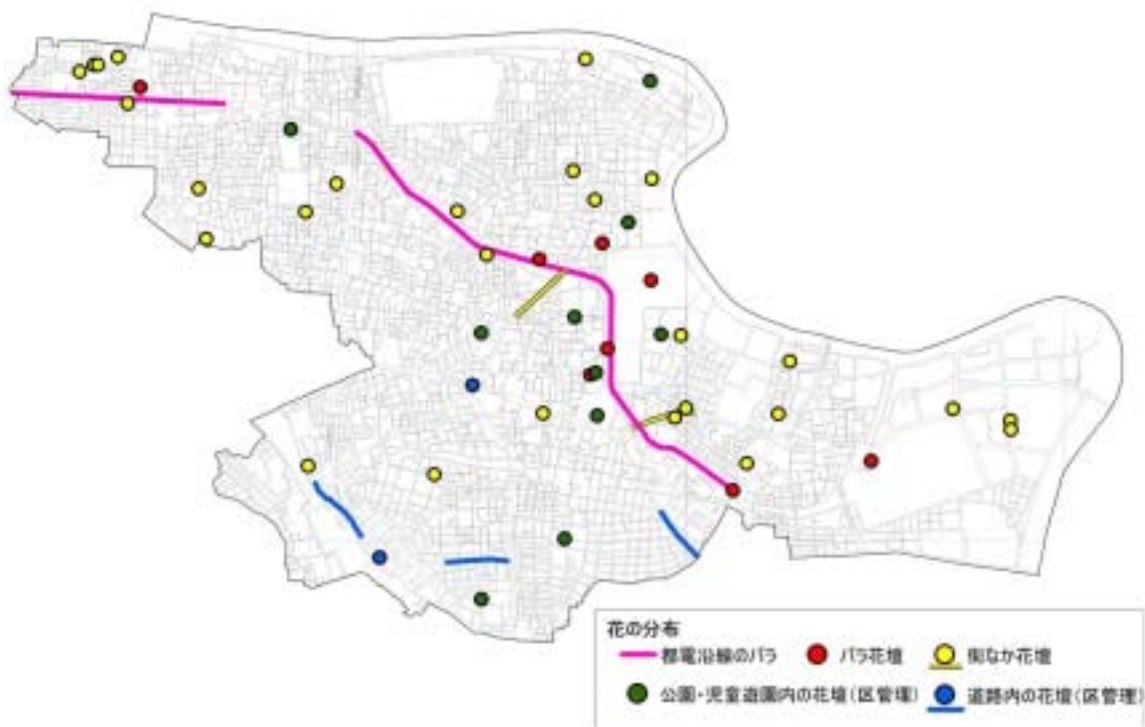 花の分布
都電沿線のバラ
バラ花壇
街なか花壇
公園・児童遊園内の花壇(区管理)
道路内の花壇(区管理)